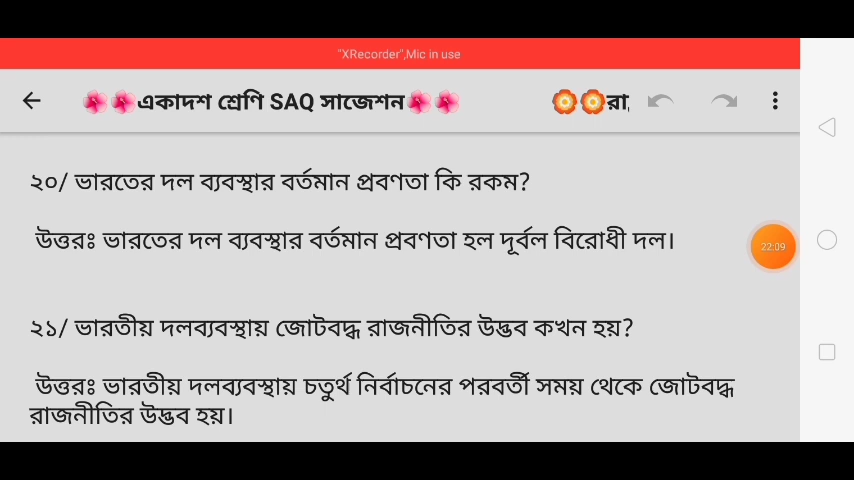 "XRecorder",Mic in use
একাদশ শ্রেণি SAQ সাজেশন
২০/ ভারতের দল ব্যবস্থার বর্তমান প্রবণতা কি রকম?
উত্তরঃ ভারতের দল ব্যবস্থার বর্তমান প্রবণতা হল দূর্বল বিরোধী দল।
22:09
২১/ ভারতীয় দলব্যবস্থায় জোটবদ্ধ রাজনীতির উদ্ভব কখন হয়?
উত্তরঃ ভারতীয় দলব্যবস্থায় চতুর্থ নির্বাচনের পরবর্তী সময় থেকে জোটবদ্ধ
রাজনীতির উদ্ভব হয়।